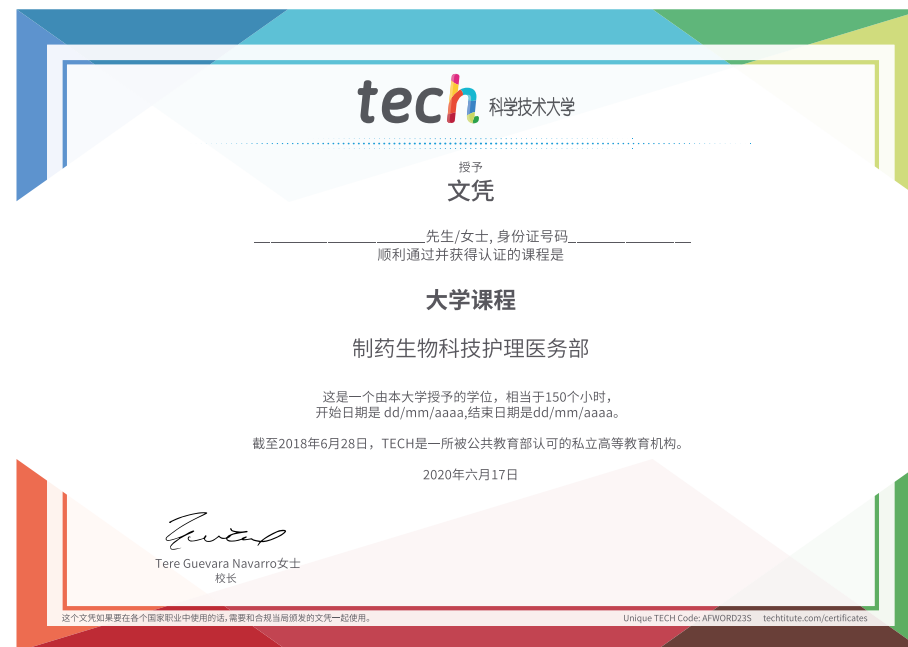 tech 科学技术大学
授予
文凭
________________________先生/女士, 身份证号码_________________
顺利通过并获得认证的课程是
大学课程
制药生物科技护理医务部
这是一个由本大学授予的学位，相当于150个小时，
开始日期是 dd/mm/aaaa,结束日期是dd/mm/aaaa。
截至2018年6月28日，TECH是一所被公共教育部认可的私立高等教育机构。
2020年六月17日
Tere Guevara Navarro女士
校长
这个文凭如果要在各个国家职业中使用的话, 需要和合规当局颁发的文凭一起使用。
Unique TECH Code: AFWORD23S techtitute.com/certificates